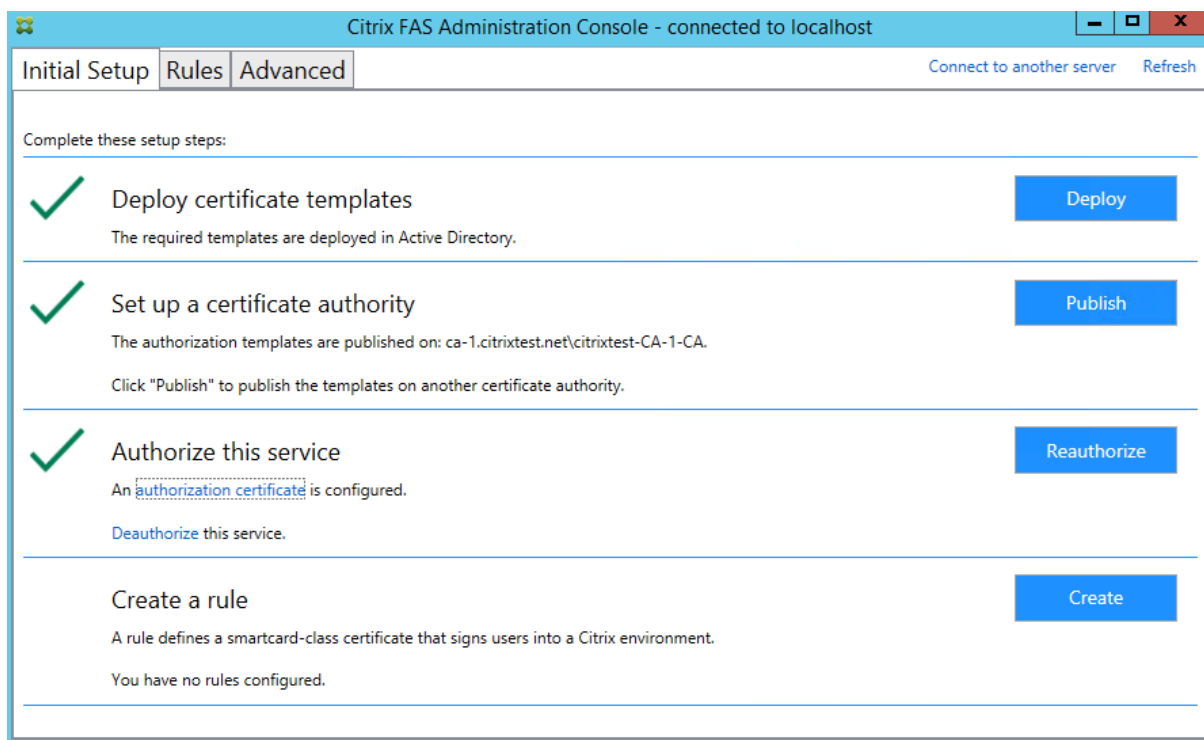 Citrix FAS Administration Console - connected to localhost
Initial Setup Rules Advanced Connect to another server Refresh
Complete these setup steps:
Deploy certificate templates Deploy
The required templates are deployed in Active Directory.
Set up a certificate authority Publish
The authorization templates are published on: ca-1.citrixtest.net\citrixtest-CA-1-CA.
Click "Publish" to publish the templates on another certificate authority.
Authorize this service Reauthorize
An authorization certificate is configured.
Deauthorize this service.
Create a rule Create
A rule defines a smartcard-class certificate that signs users into a Citrix environment.
You have no rules configured.